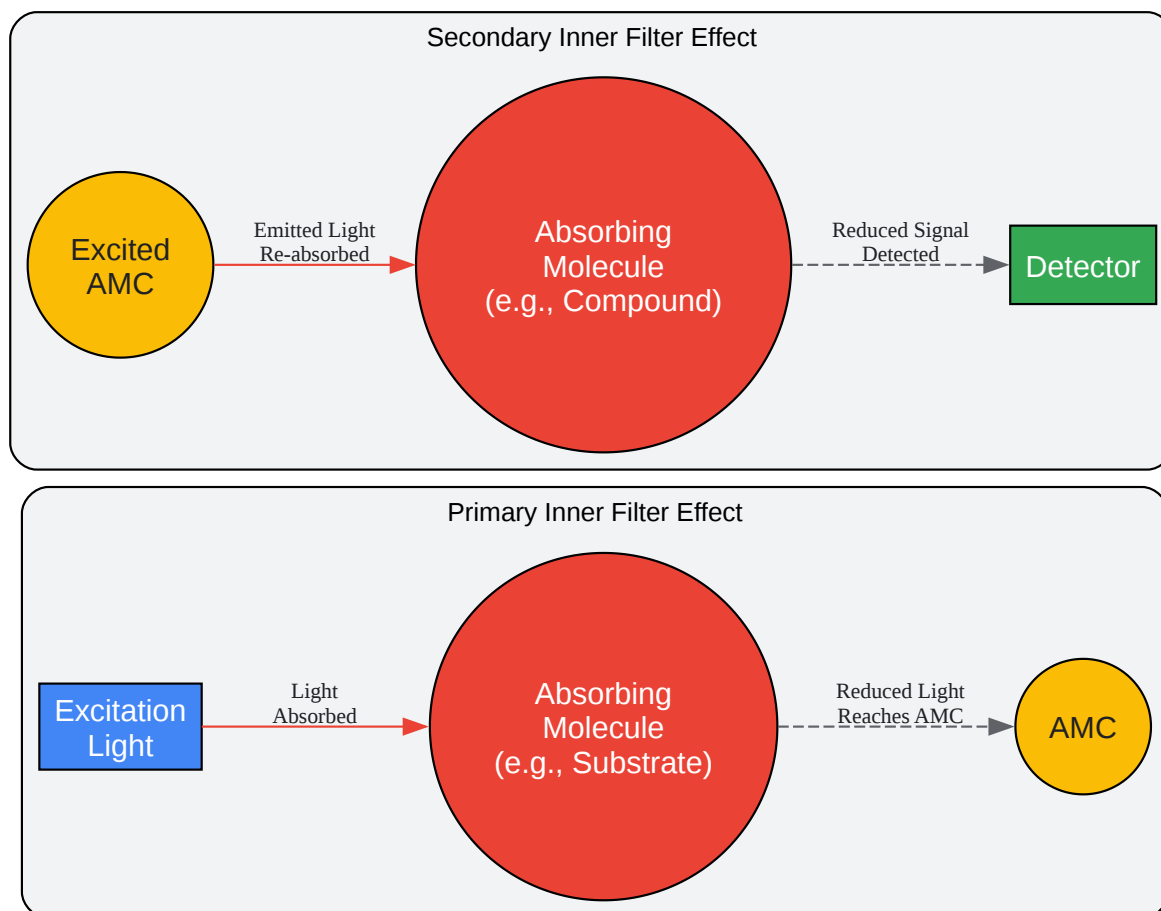 Secondary Inner Filter Effect
Excited
AMC
Emitted Light
Re-absorbed
Absorbing
Molecule
(e.g., Compound)
Reduced Signal
Detected
Detector
Primary Inner Filter Effect
Excitation
Light
Light
Absorbed
Absorbing
Molecule
(e.g., Substrate)
Reduced Light
Reaches AMC
AMC